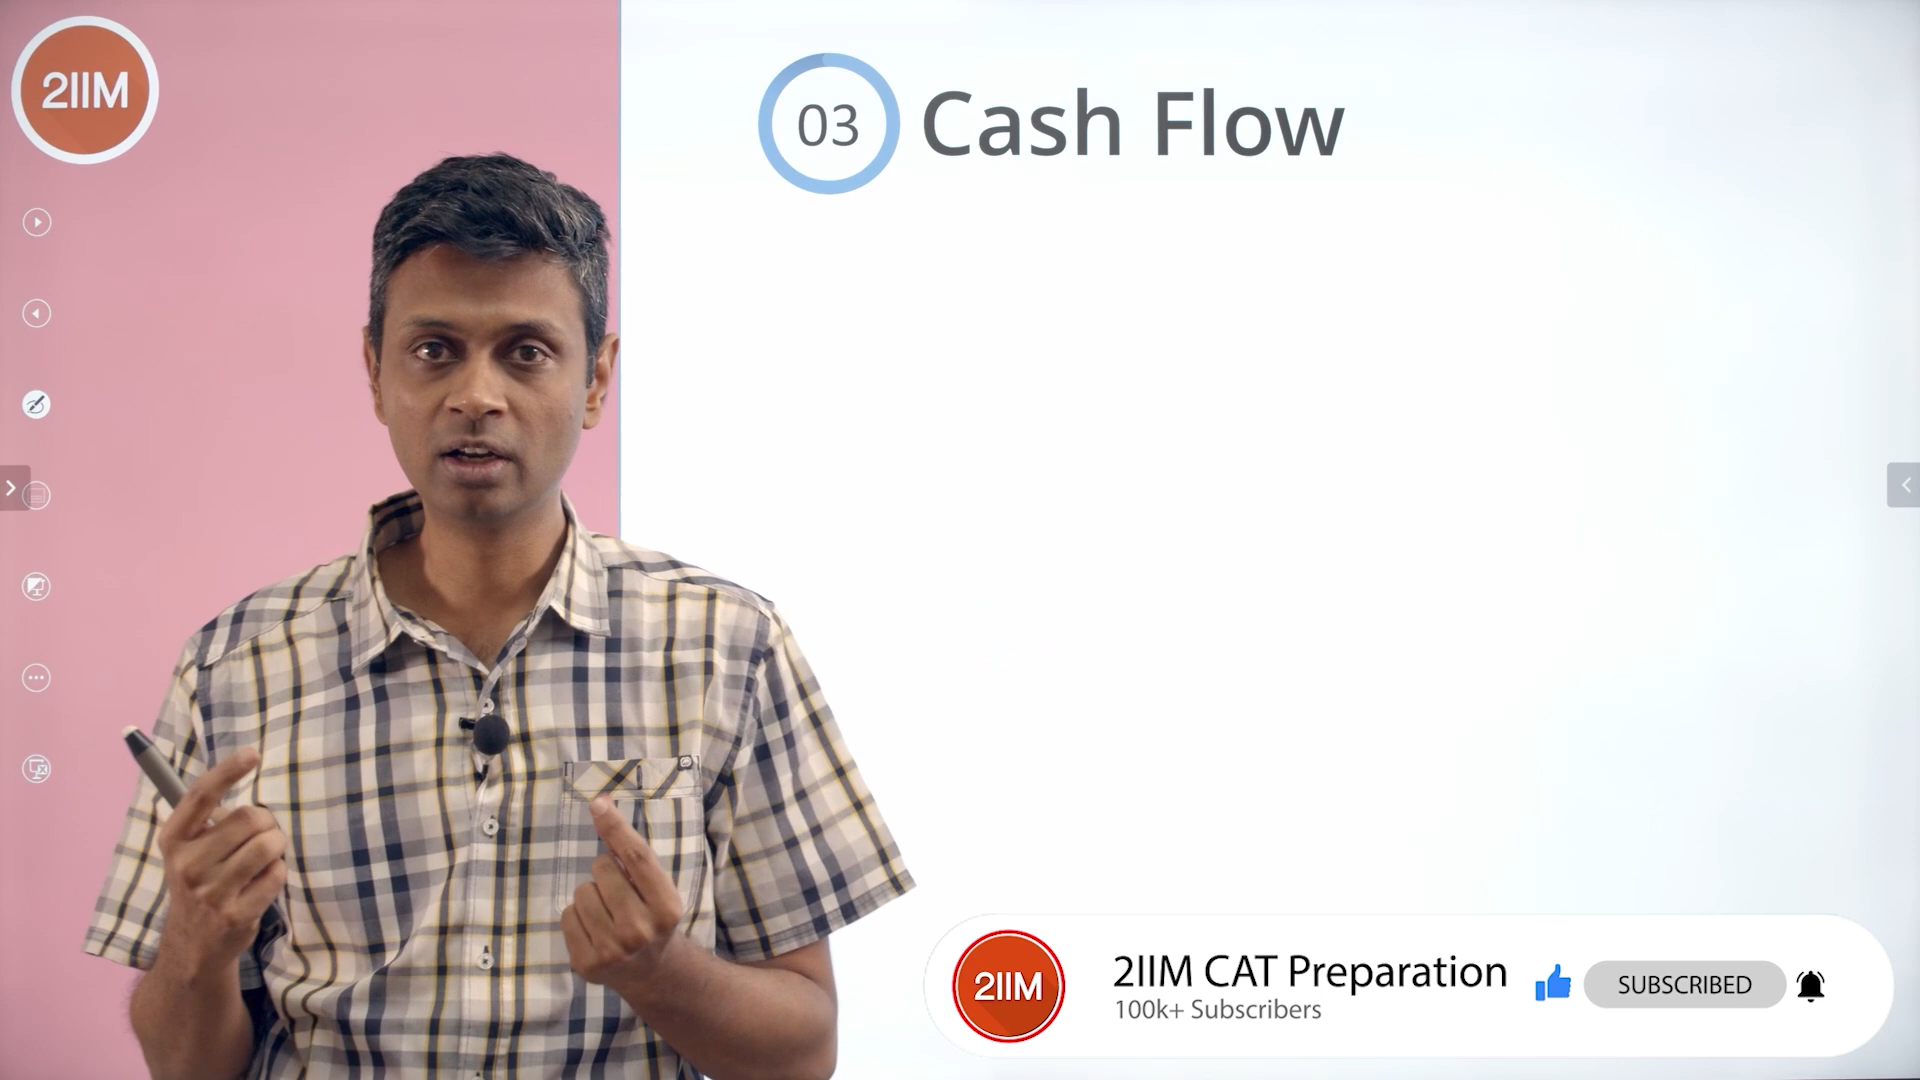 2IIM
03
Cash Flow
2IIM
2IIM CAT Preparation
100k+ Subscribers
SUBSCRIBED